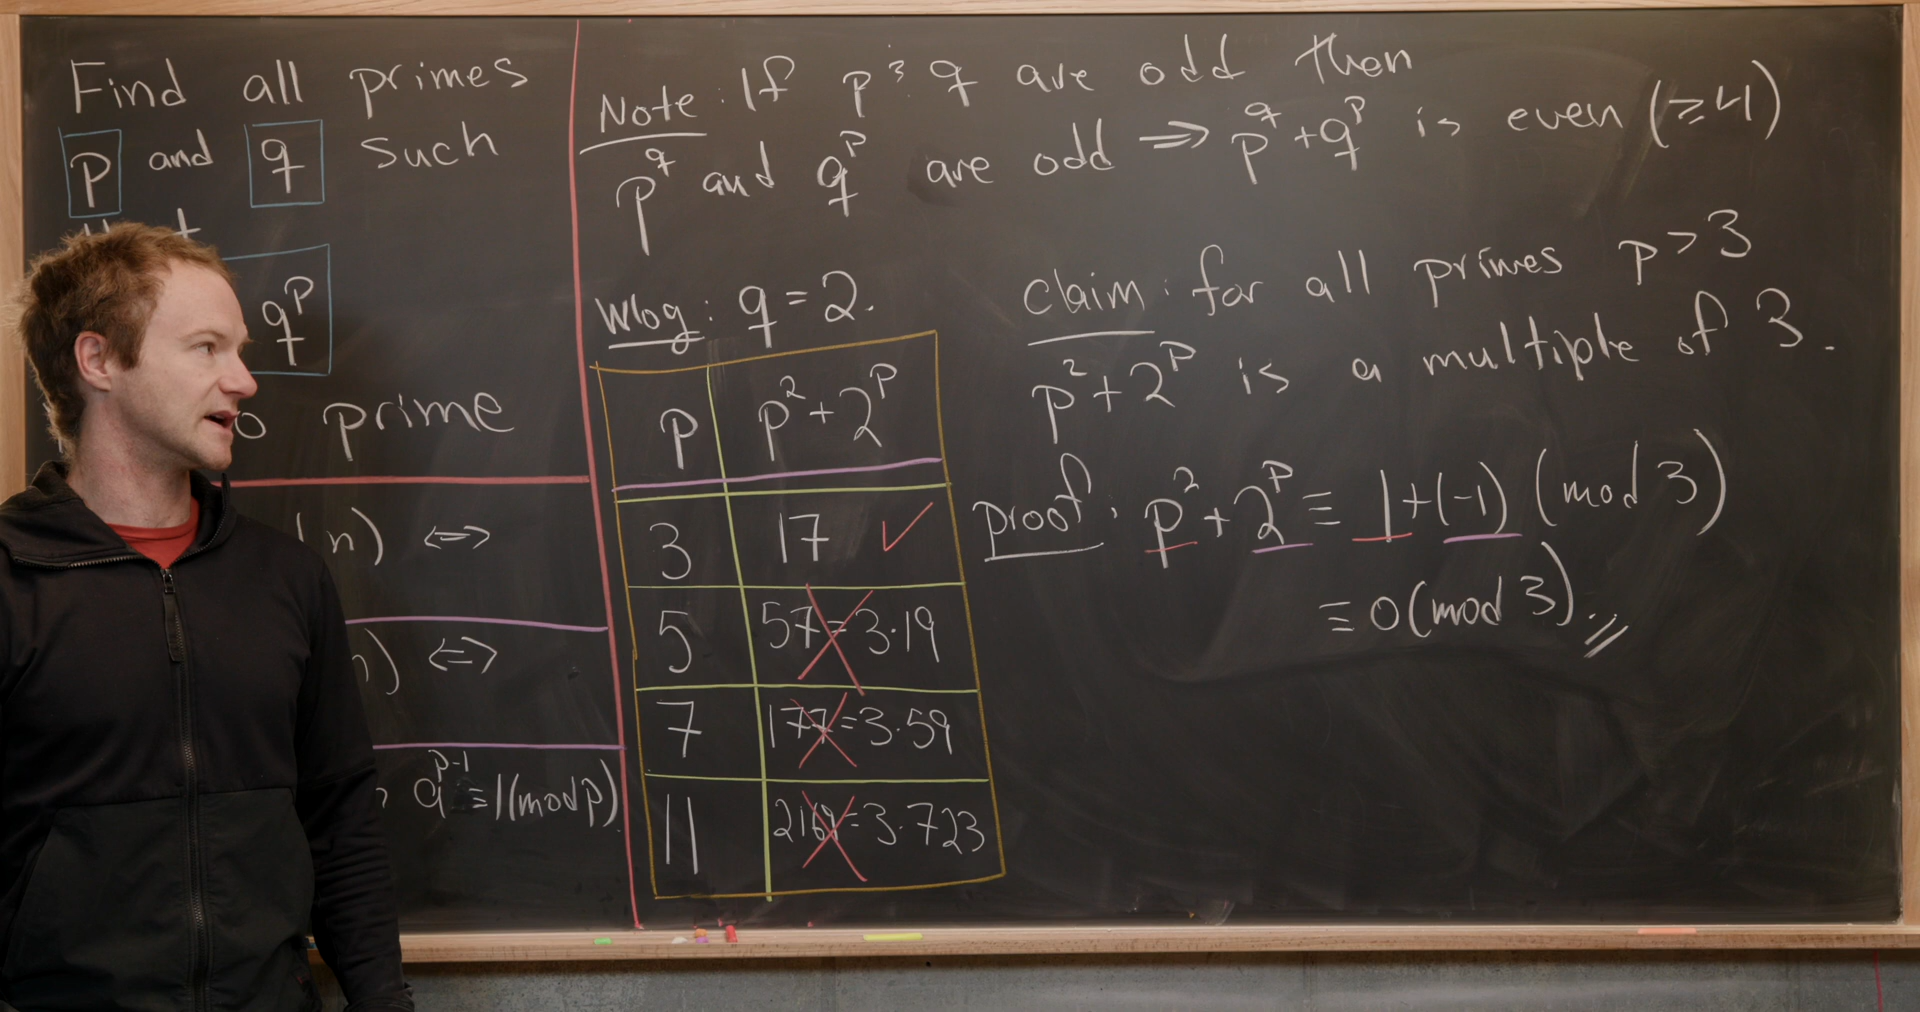 Find all primes
p and q such
q^p
prime
n) ⟺
) ⟺
a^{p-1} ≡ 1 (mod p)
Note: If p & q are odd then
p^q and q^p are odd ⟹ p^q + q^p is even (≥ 4)
Wlog: q = 2.
p | p^2 + 2^p
3 | 17 ✓
5 | 57 = 3·19
7 | 177 = 3·59
11 | 2169 = 3·723
Claim: for all primes p > 3
p^2 + 2^p is a multiple of 3.
proof: p^2 + 2^p ≡ 1 + (-1) (mod 3)
≡ 0 (mod 3). //